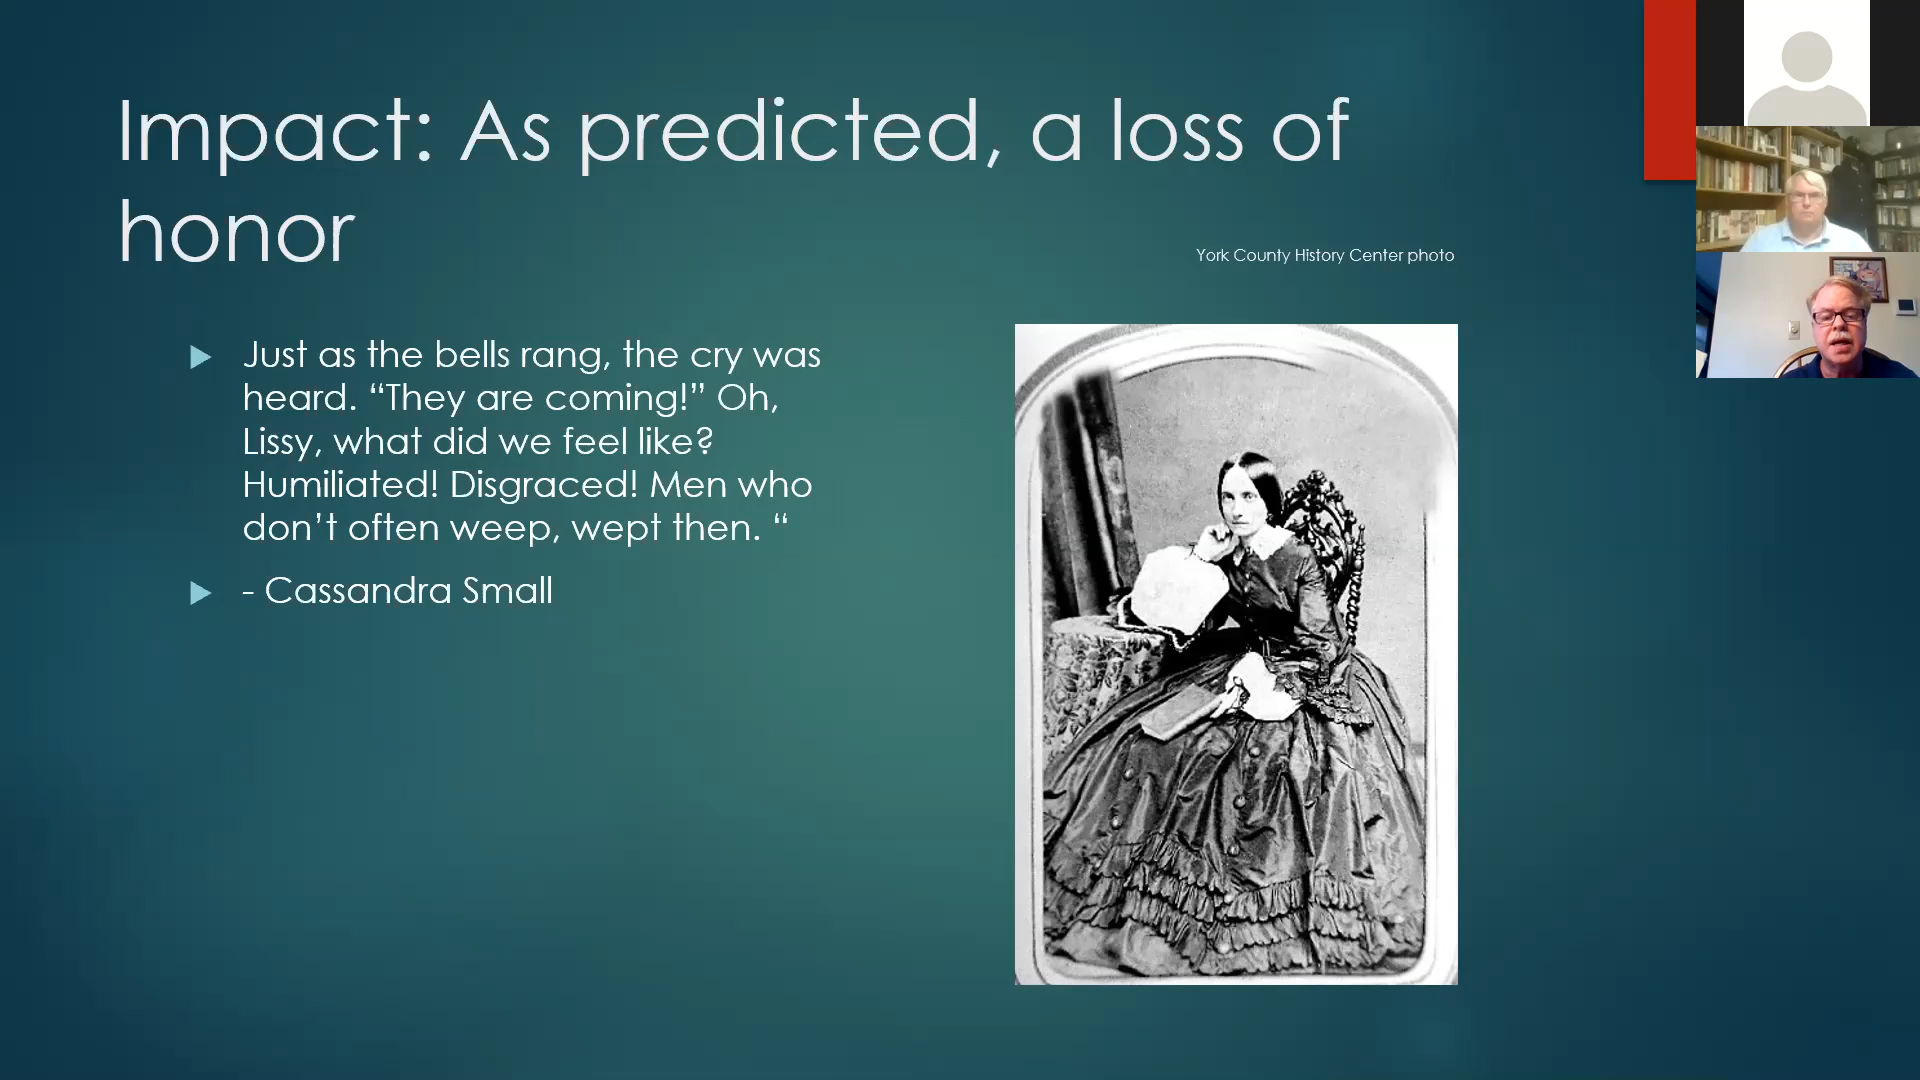 Impact: As predicted, a loss of
honor
York County History Center photo
Just as the bells rang, the cry was
heard. “They are coming!” Oh,
Lissy, what did we feel like?
Humiliated! Disgraced! Men who
don’t often weep, wept then. “
- Cassandra Small